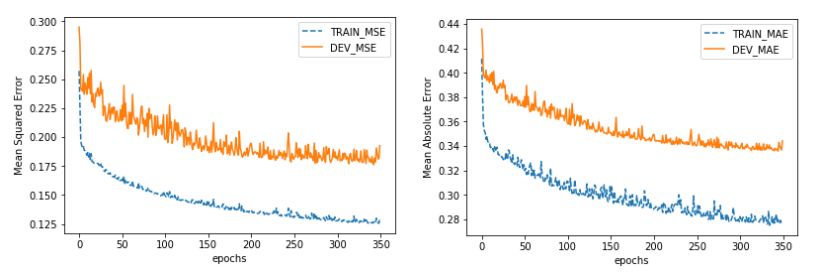 0.300
0.275
0.250
0.225
0.200
0.175
0.150
0.125
Mean Squared Error
0 50 100 150 200 250 300 350
epochs
TRAIN_MSE
DEV_MSE
0.44
0.42
0.40
0.38
0.36
0.34
0.32
0.30
0.28
Mean Absolute Error
0 50 100 150 200 250 300 350
epochs
TRAIN_MAE
DEV_MAE